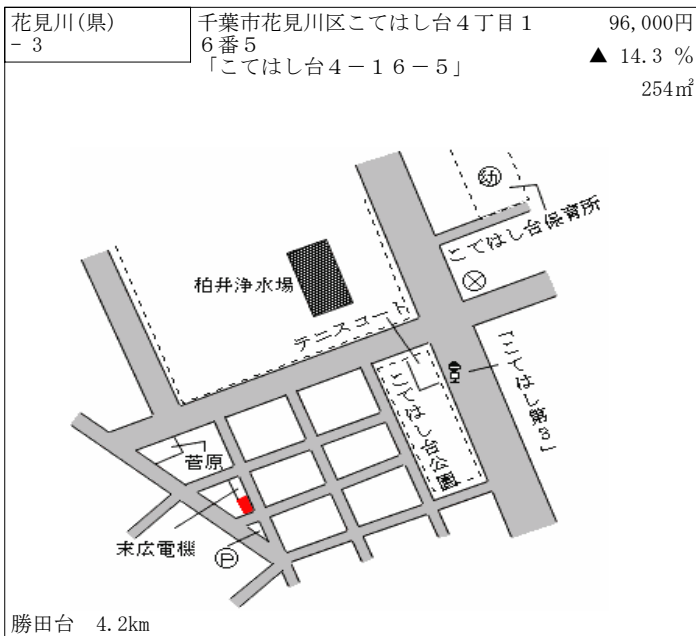 花見川(県)
- 3
千葉市花見川区こてはし台４丁目１
６番５
「こてはし台４－１６－５」
96,000円
▲ 14.3 %
254㎡
幼
こてはし台保育所
柏井浄水場
テニスコート
「こてはし第３」
こてはし台公園
菅原
末広電機
P
勝田台 4.2km